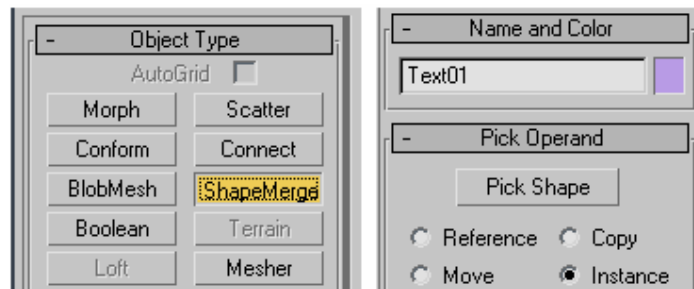 - Object Type
AutoGrid
Morph Scatter
Conform Connect
BlobMesh ShapeMerge
Boolean Terrain
Loft Mesher
- Name and Color
Text01
- Pick Operand
Pick Shape
Reference Copy
Move Instance